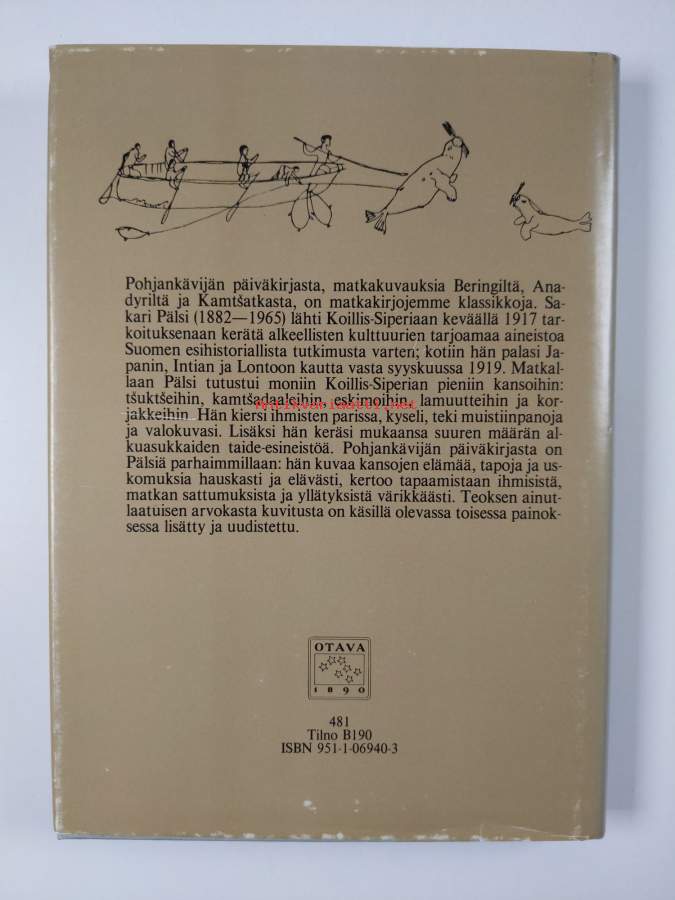 Pohjankävijän päiväkirjasta, matkakuvauksia Beringiltä, Ana-
dyriltä ja Kamtšatkasta, on matkakirjojemme klassikkoja. Sa-
kari Pälsi (1882—1965) lähti Koillis-Siperiaan keväällä 1917 tar-
koituksenaan kerätä alkeellisten kulttuurien tarjoamaa aineistoa
Suomen esihistoriallista tutkimusta varten; kotiin hän palasi Ja-
panin, Intian ja Lontoon kautta vasta syyskuussa 1919. Matkal-
laan Pälsi tutustui moniin Koillis-Siperian pieniin kansoihin:
tšuktšeihin, kamtšadaaleihin, eskimoihin, lamuutteihin ja kor-
Antikvariaatti.net
jakkeihin. Hän kiersi ihmisten parissa, kyseli, teki muistiinpanoja
ja valokuvasi. Lisäksi hän keräsi mukaansa suuren määrän al-
kuasukkaiden taide-esineistöä. Pohjankävijän päiväkirjasta on
Pälsiä parhaimmillaan: hän kuvaa kansojen elämää, tapoja ja us-
komuksia hauskasti ja elävästi, kertoo tapaamistaan ihmisistä,
matkan sattumuksista ja yllätyksistä värikkäästi. Teoksen ainut-
laatuisen arvokasta kuvitusta on käsillä olevassa toisessa painok-
sessa lisätty ja uudistettu.
OTAVA
1890
481
Tilno B190
ISBN 951-1-06940-3